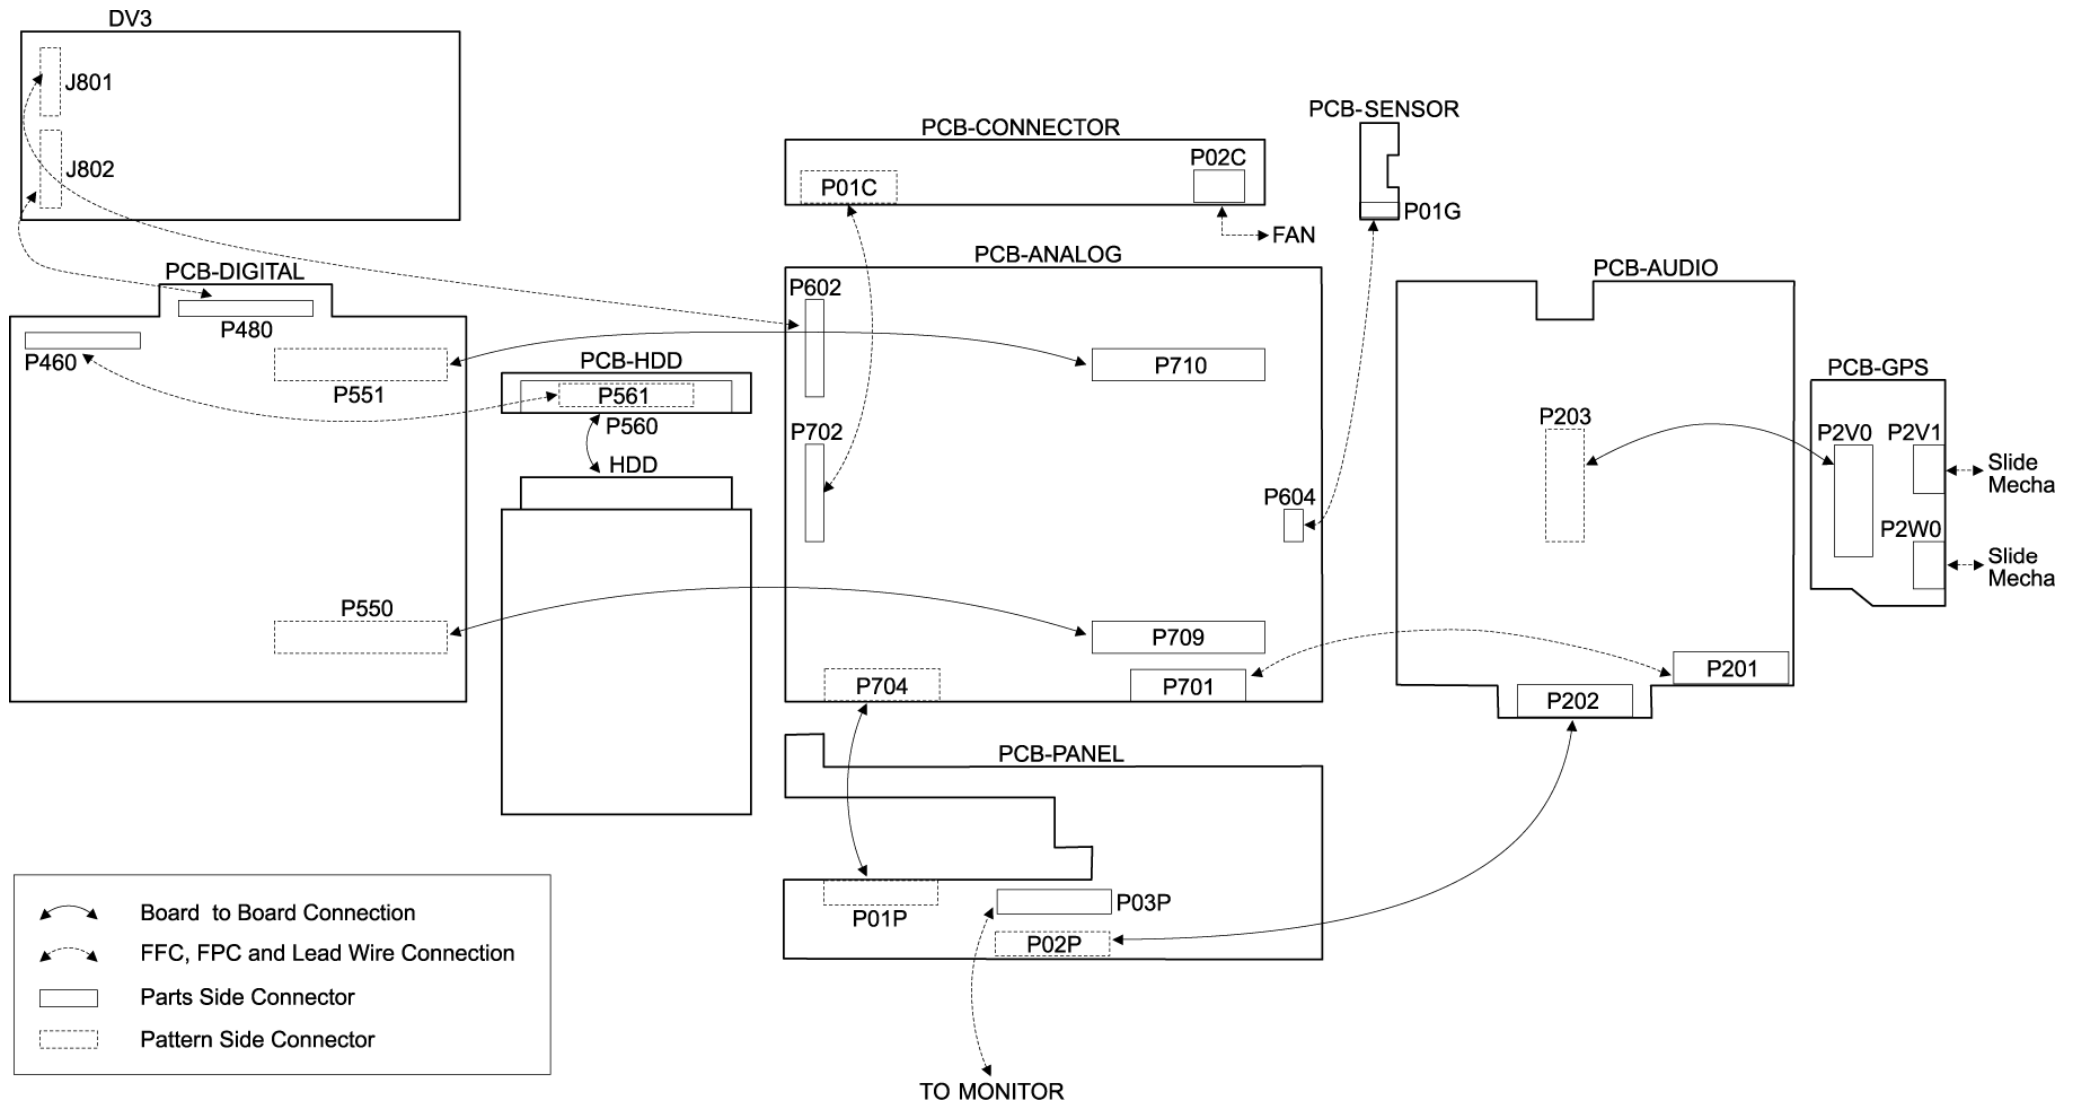 DV3
J801
J802
PCB-CONNECTOR
P01C
P02C
FAN
PCB-SENSOR
P01G
PCB-DIGITAL
P480
P460
P551
P550
PCB-HDD
P561
P560
HDD
PCB-ANALOG
P602
P710
P702
P604
P709
P704
P701
PCB-AUDIO
P203
P201
P202
PCB-GPS
P2V0
P2V1
Slide
Mecha
P2W0
Slide
Mecha
PCB-PANEL
P01P
P03P
P02P
TO MONITOR
Board to Board Connection
FFC, FPC and Lead Wire Connection
Parts Side Connector
Pattern Side Connector